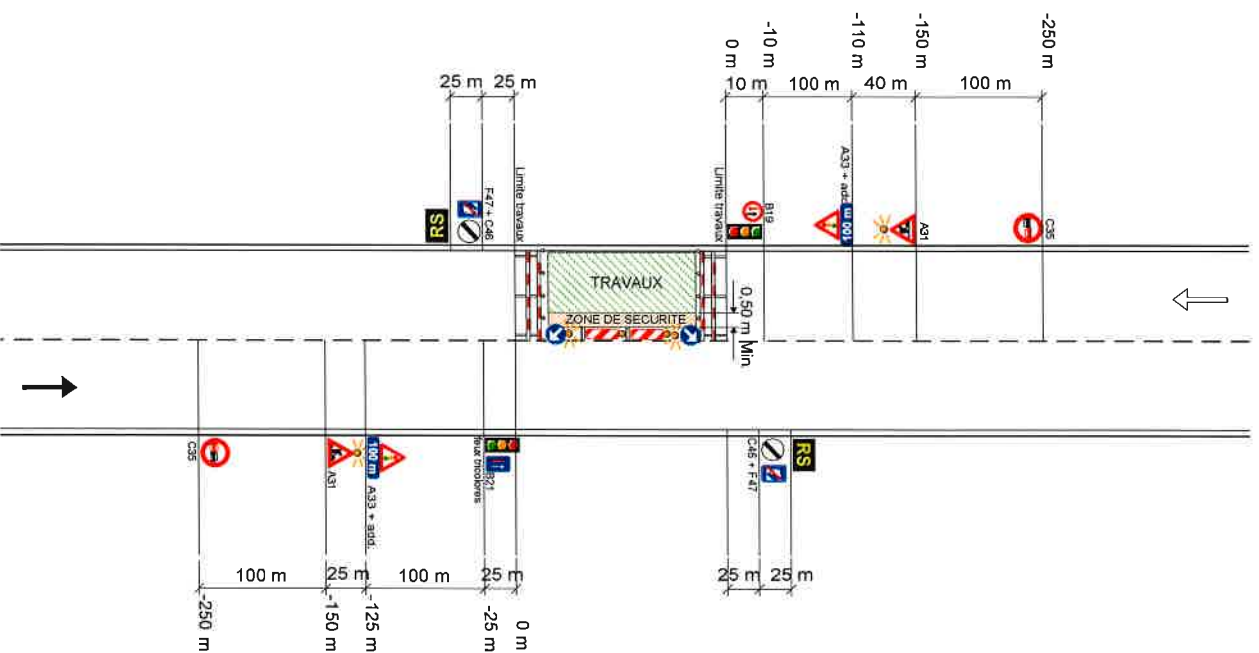 0 m
-10 m
-110 m
-150 m
-250 m
25 m
25 m
10 m
100 m
40 m
100 m
RS
F47 + C46
Limite travaux
Limite travaux
B19
A33 + add.
100 m
A31
C35
TRAVAUX
ZONE DE SECURITE
0,50 m Min.
C35
A31
100 m
A33 + add.
feux tricolores
B21
C46 + F47
RS
100 m
25 m
100 m
25 m
25 m
25 m
-250 m
-150 m
-125 m
-25 m
0 m